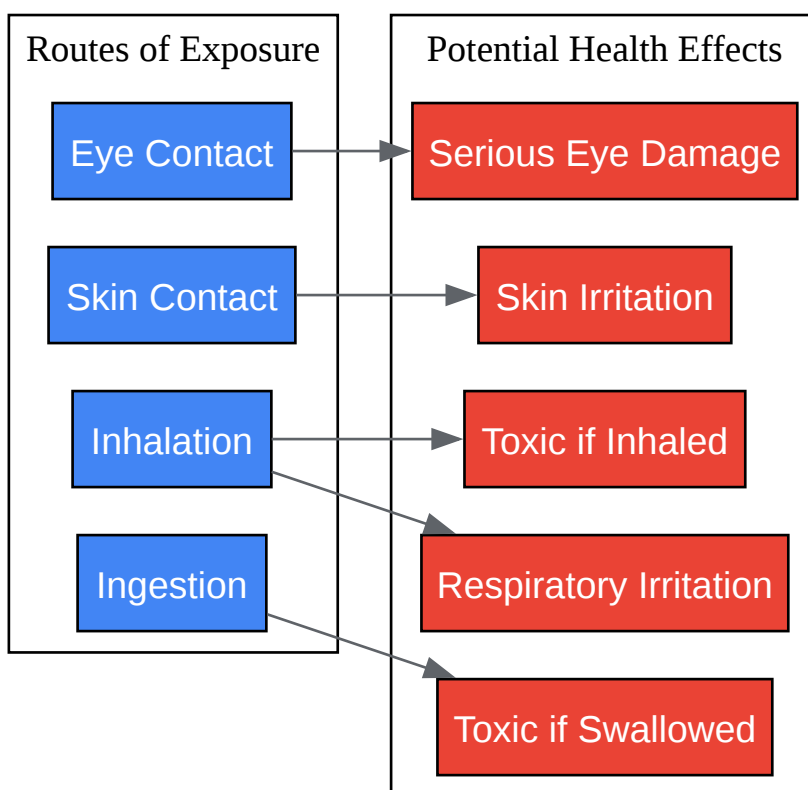 Routes of Exposure
Eye Contact
Skin Contact
Inhalation
Ingestion
Potential Health Effects
Serious Eye Damage
Skin Irritation
Toxic if Inhaled
Respiratory Irritation
Toxic if Swallowed